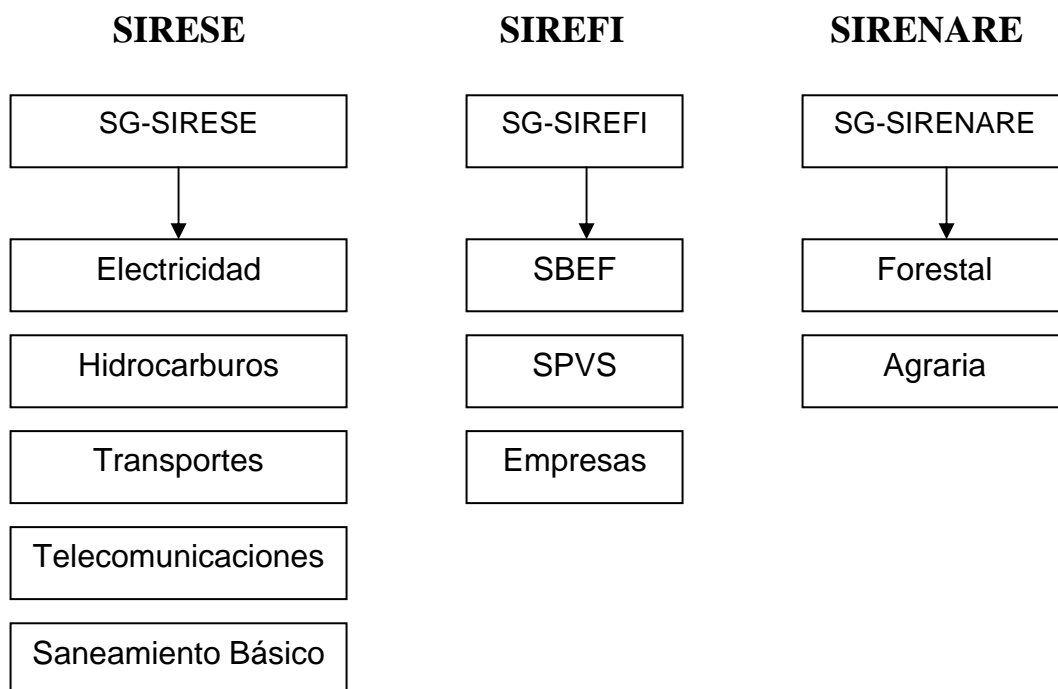 SIRESE
SIREFI
SIRENARE
SG-SIRESE
SG-SIREFI
SG-SIRENARE
Electricidad
SBEF
Forestal
Hidrocarburos
SPVS
Agraria
Transportes
Empresas
Telecomunicaciones
Saneamiento Básico